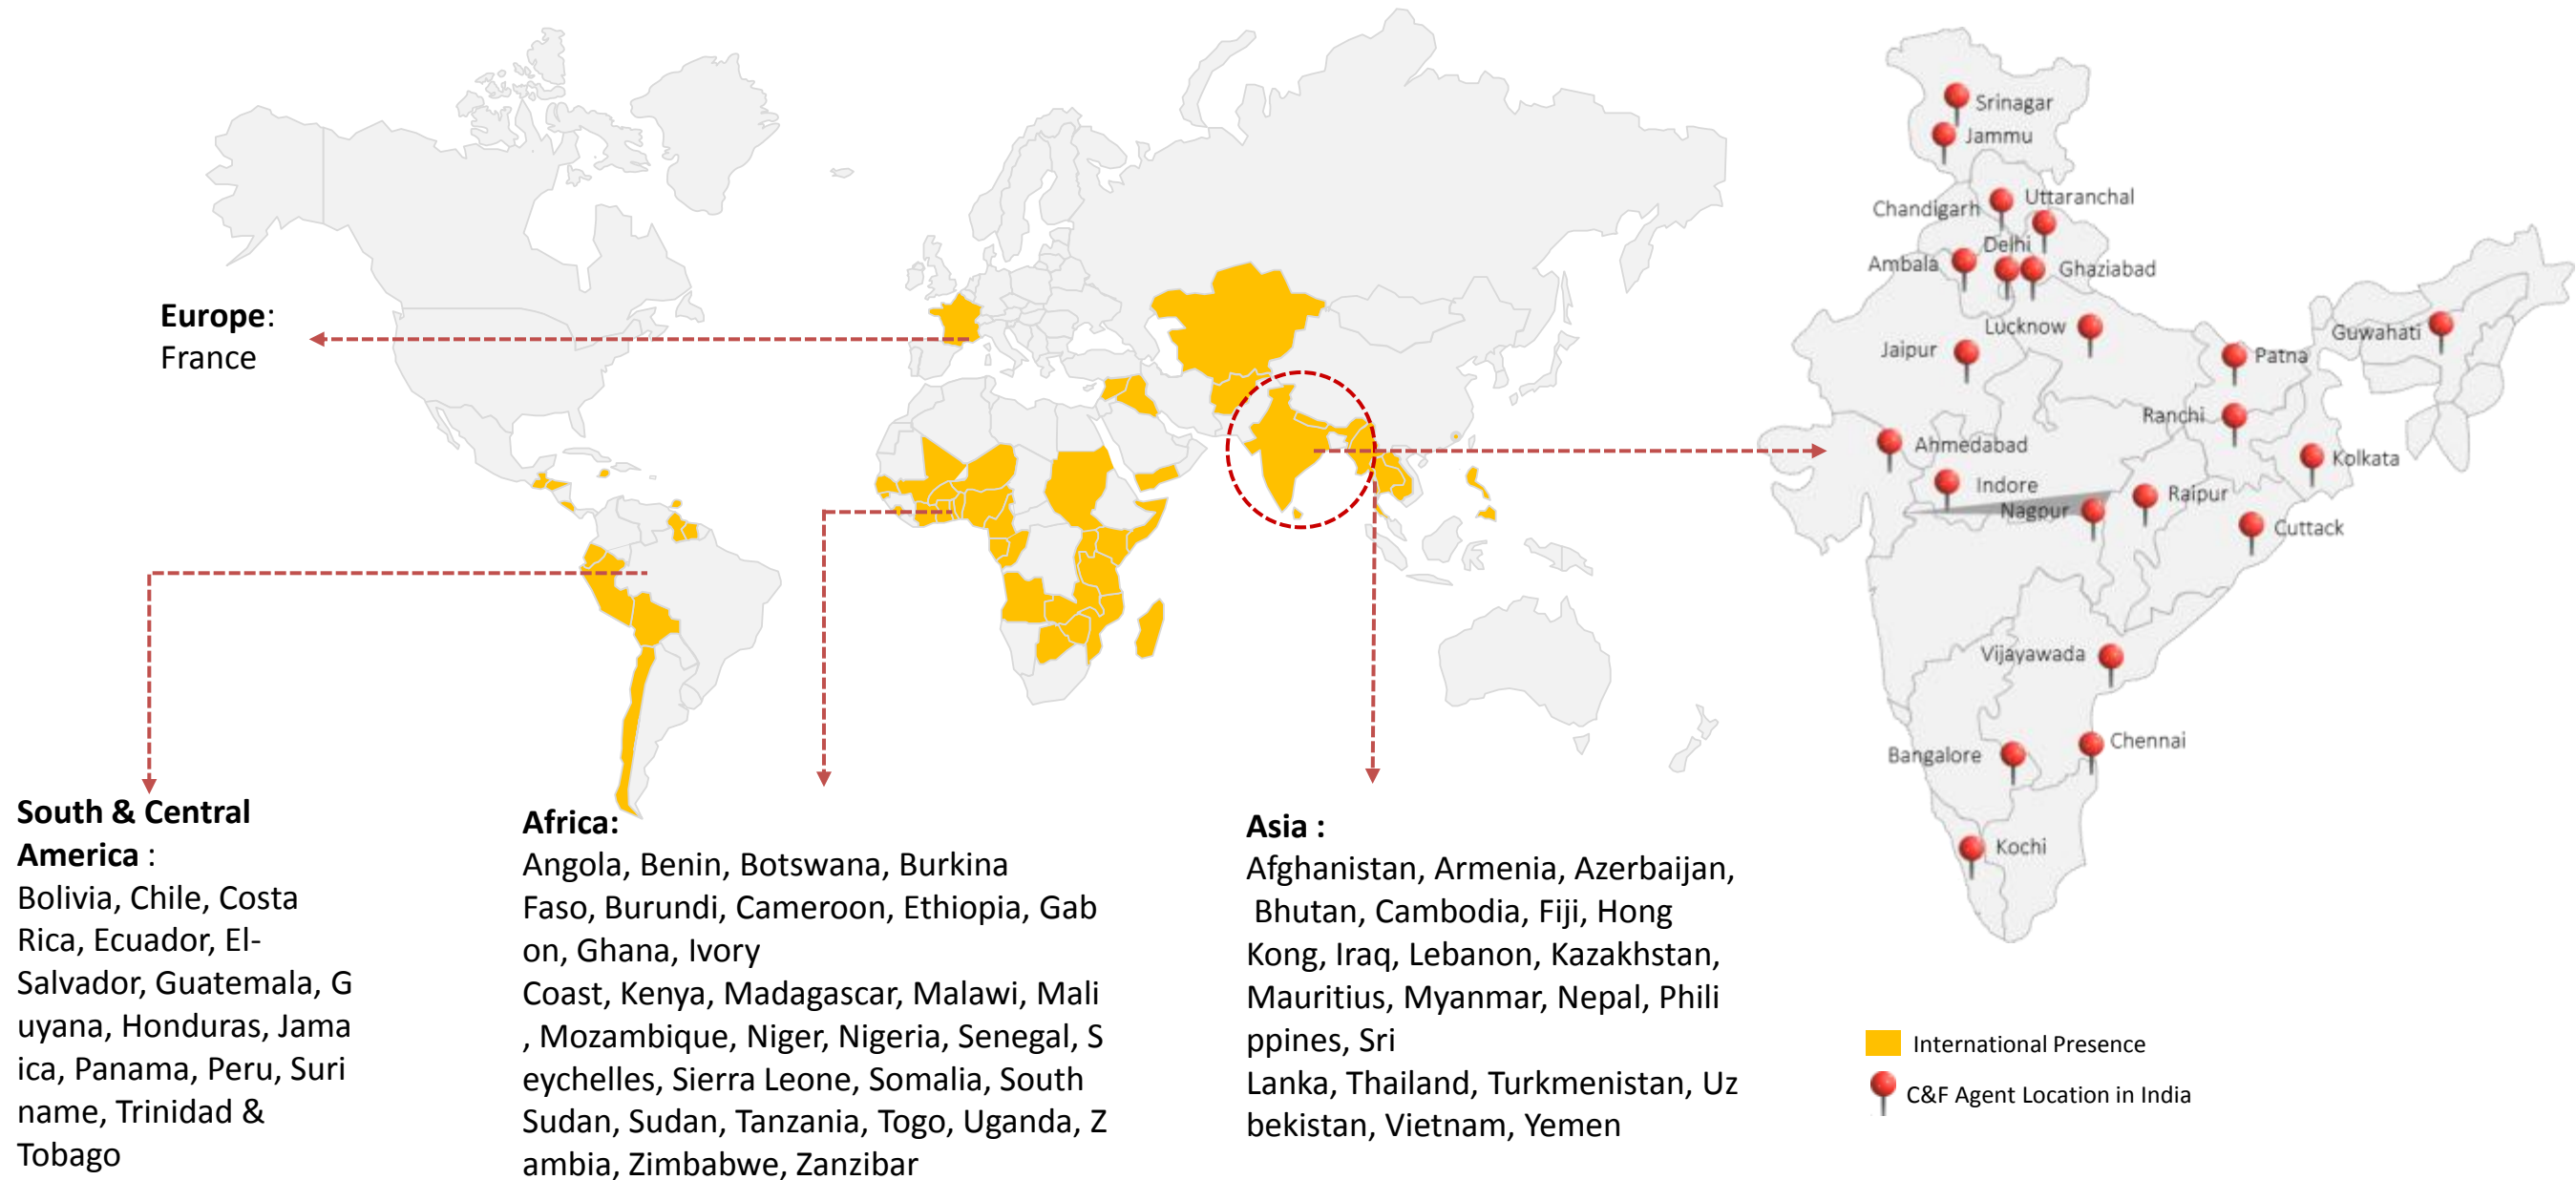 Europe:
France
South & Central
America :
Bolivia, Chile, Costa
Rica, Ecuador, El-
Salvador, Guatemala, G
uyana, Honduras, Jama
ica, Panama, Peru, Suri
name, Trinidad &
Tobago
Africa:
Angola, Benin, Botswana, Burkina
Faso, Burundi, Cameroon, Ethiopia, Gab
on, Ghana, Ivory
Coast, Kenya, Madagascar, Malawi, Mali
, Mozambique, Niger, Nigeria, Senegal, S
eychelles, Sierra Leone, Somalia, South
Sudan, Sudan, Tanzania, Togo, Uganda, Z
ambia, Zimbabwe, Zanzibar
Asia :
Afghanistan, Armenia, Azerbaijan,
Bhutan, Cambodia, Fiji, Hong
Kong, Iraq, Lebanon, Kazakhstan,
Mauritius, Myanmar, Nepal, Phili
ppines, Sri
Lanka, Thailand, Turkmenistan, Uz
bekistan, Vietnam, Yemen
Srinagar
Jammu
Uttaranchal
Chandigarh
Delhi
Ambala
Ghaziabad
Lucknow
Guwahati
Jaipur
Patna
Ranchi
Ahmedabad
Kolkata
Indore
Raipur
Nagpur
Cuttack
Vijayawada
Chennai
Bangalore
Kochi
International Presence
C&F Agent Location in India